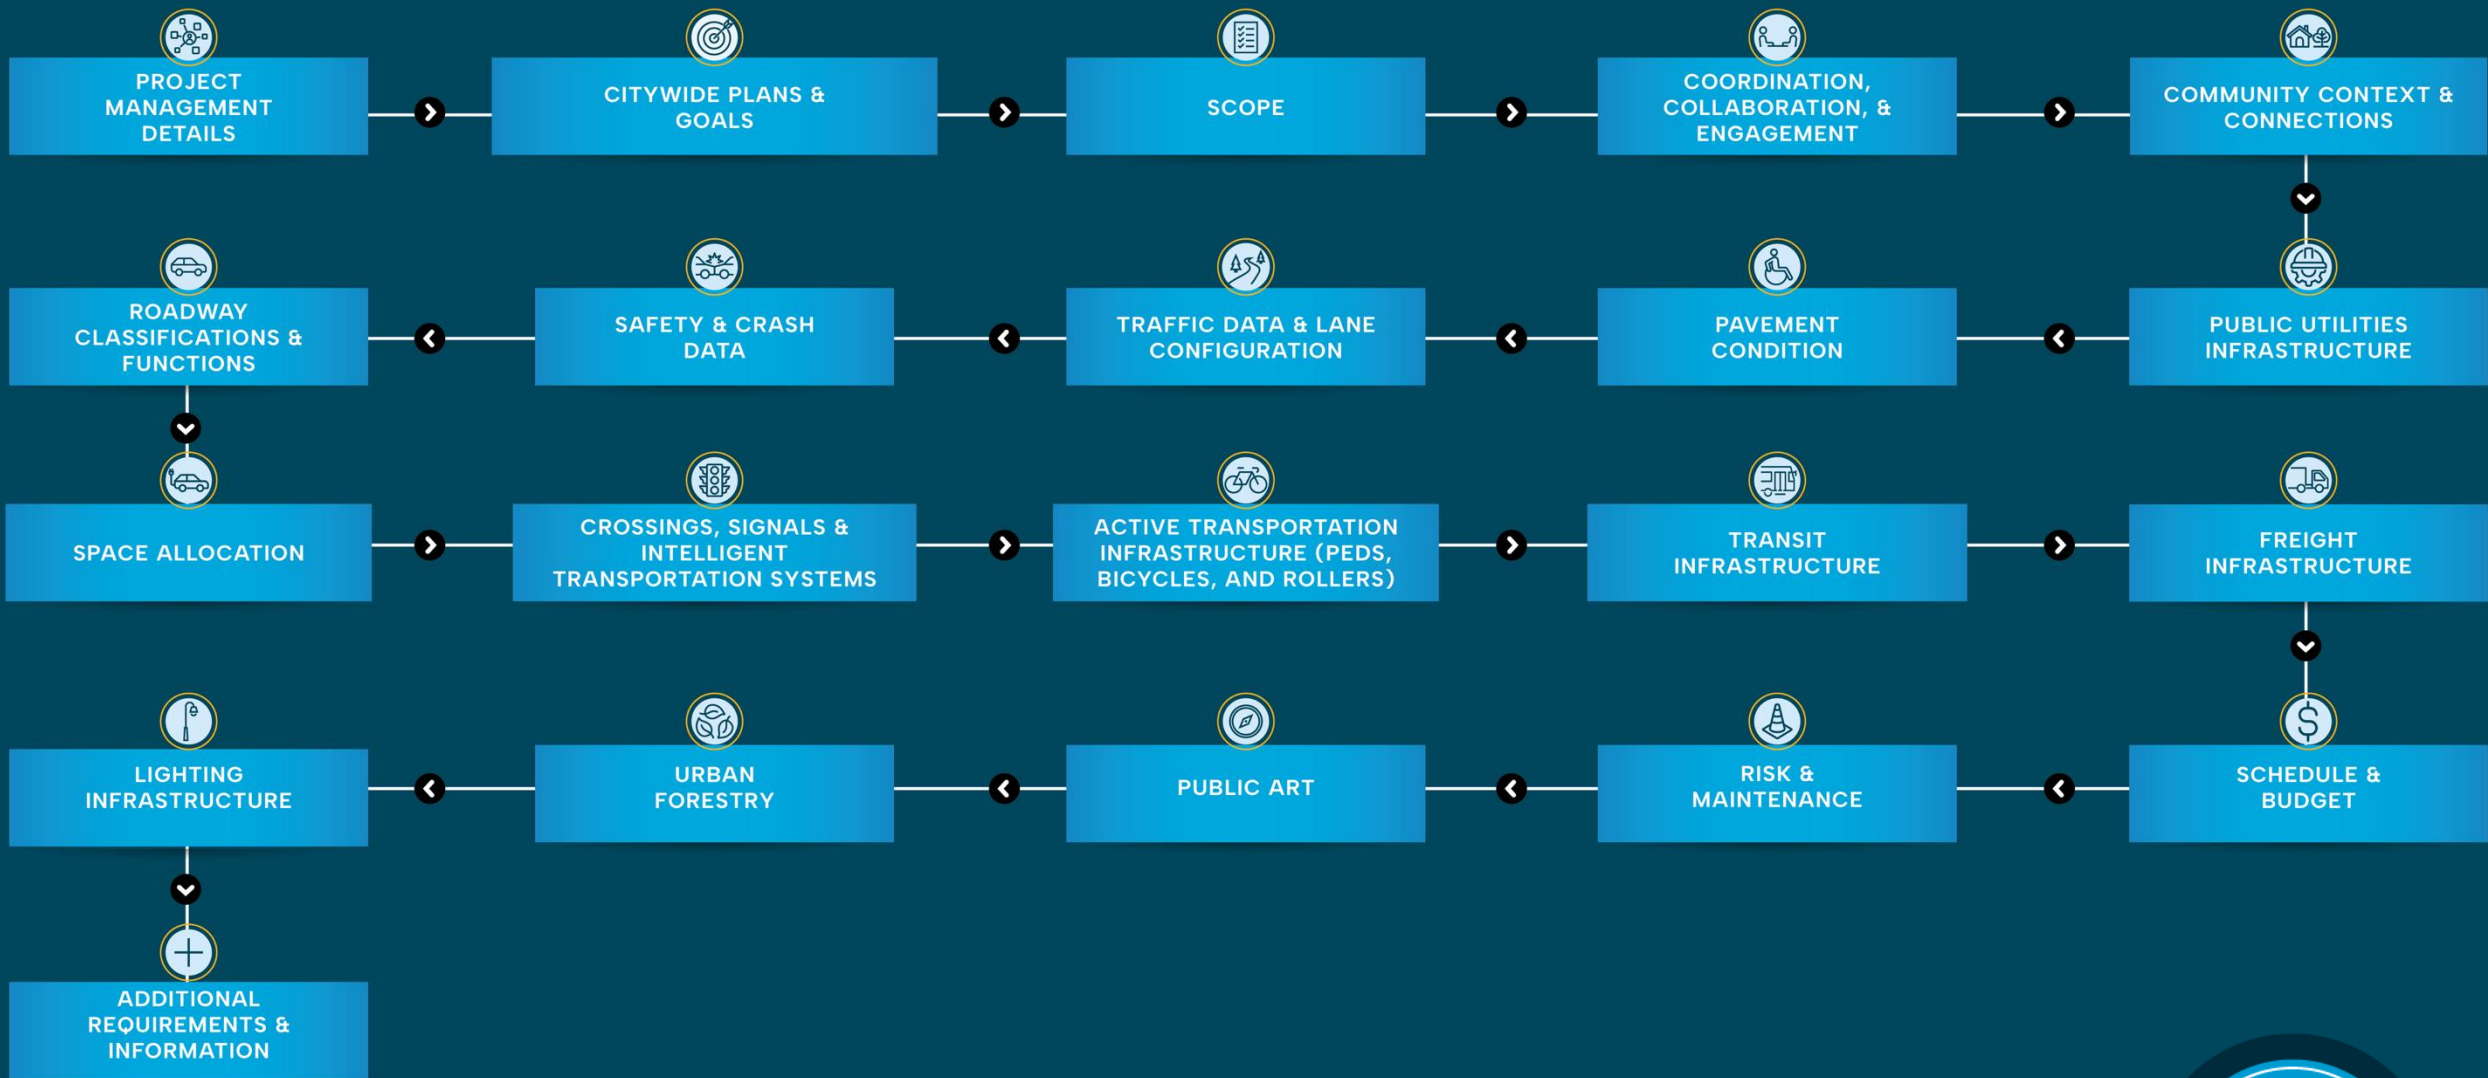 PROJECT
MANAGEMENT
DETAILS
CITYWIDE PLANS &
GOALS
SCOPE
COORDINATION,
COLLABORATION, &
ENGAGEMENT
COMMUNITY CONTEXT &
CONNECTIONS
PUBLIC UTILITIES
INFRASTRUCTURE
PAVEMENT
CONDITION
TRAFFIC DATA & LANE
CONFIGURATION
SAFETY & CRASH
DATA
ROADWAY
CLASSIFICATIONS &
FUNCTIONS
SPACE ALLOCATION
CROSSINGS, SIGNALS &
INTELLIGENT
TRANSPORTATION SYSTEMS
ACTIVE TRANSPORTATION
INFRASTRUCTURE (PEDS,
BICYCLES, AND ROLLERS)
TRANSIT
INFRASTRUCTURE
FREIGHT
INFRASTRUCTURE
SCHEDULE &
BUDGET
RISK &
MAINTENANCE
PUBLIC ART
URBAN
FORESTRY
LIGHTING
INFRASTRUCTURE
ADDITIONAL
REQUIREMENTS &
INFORMATION